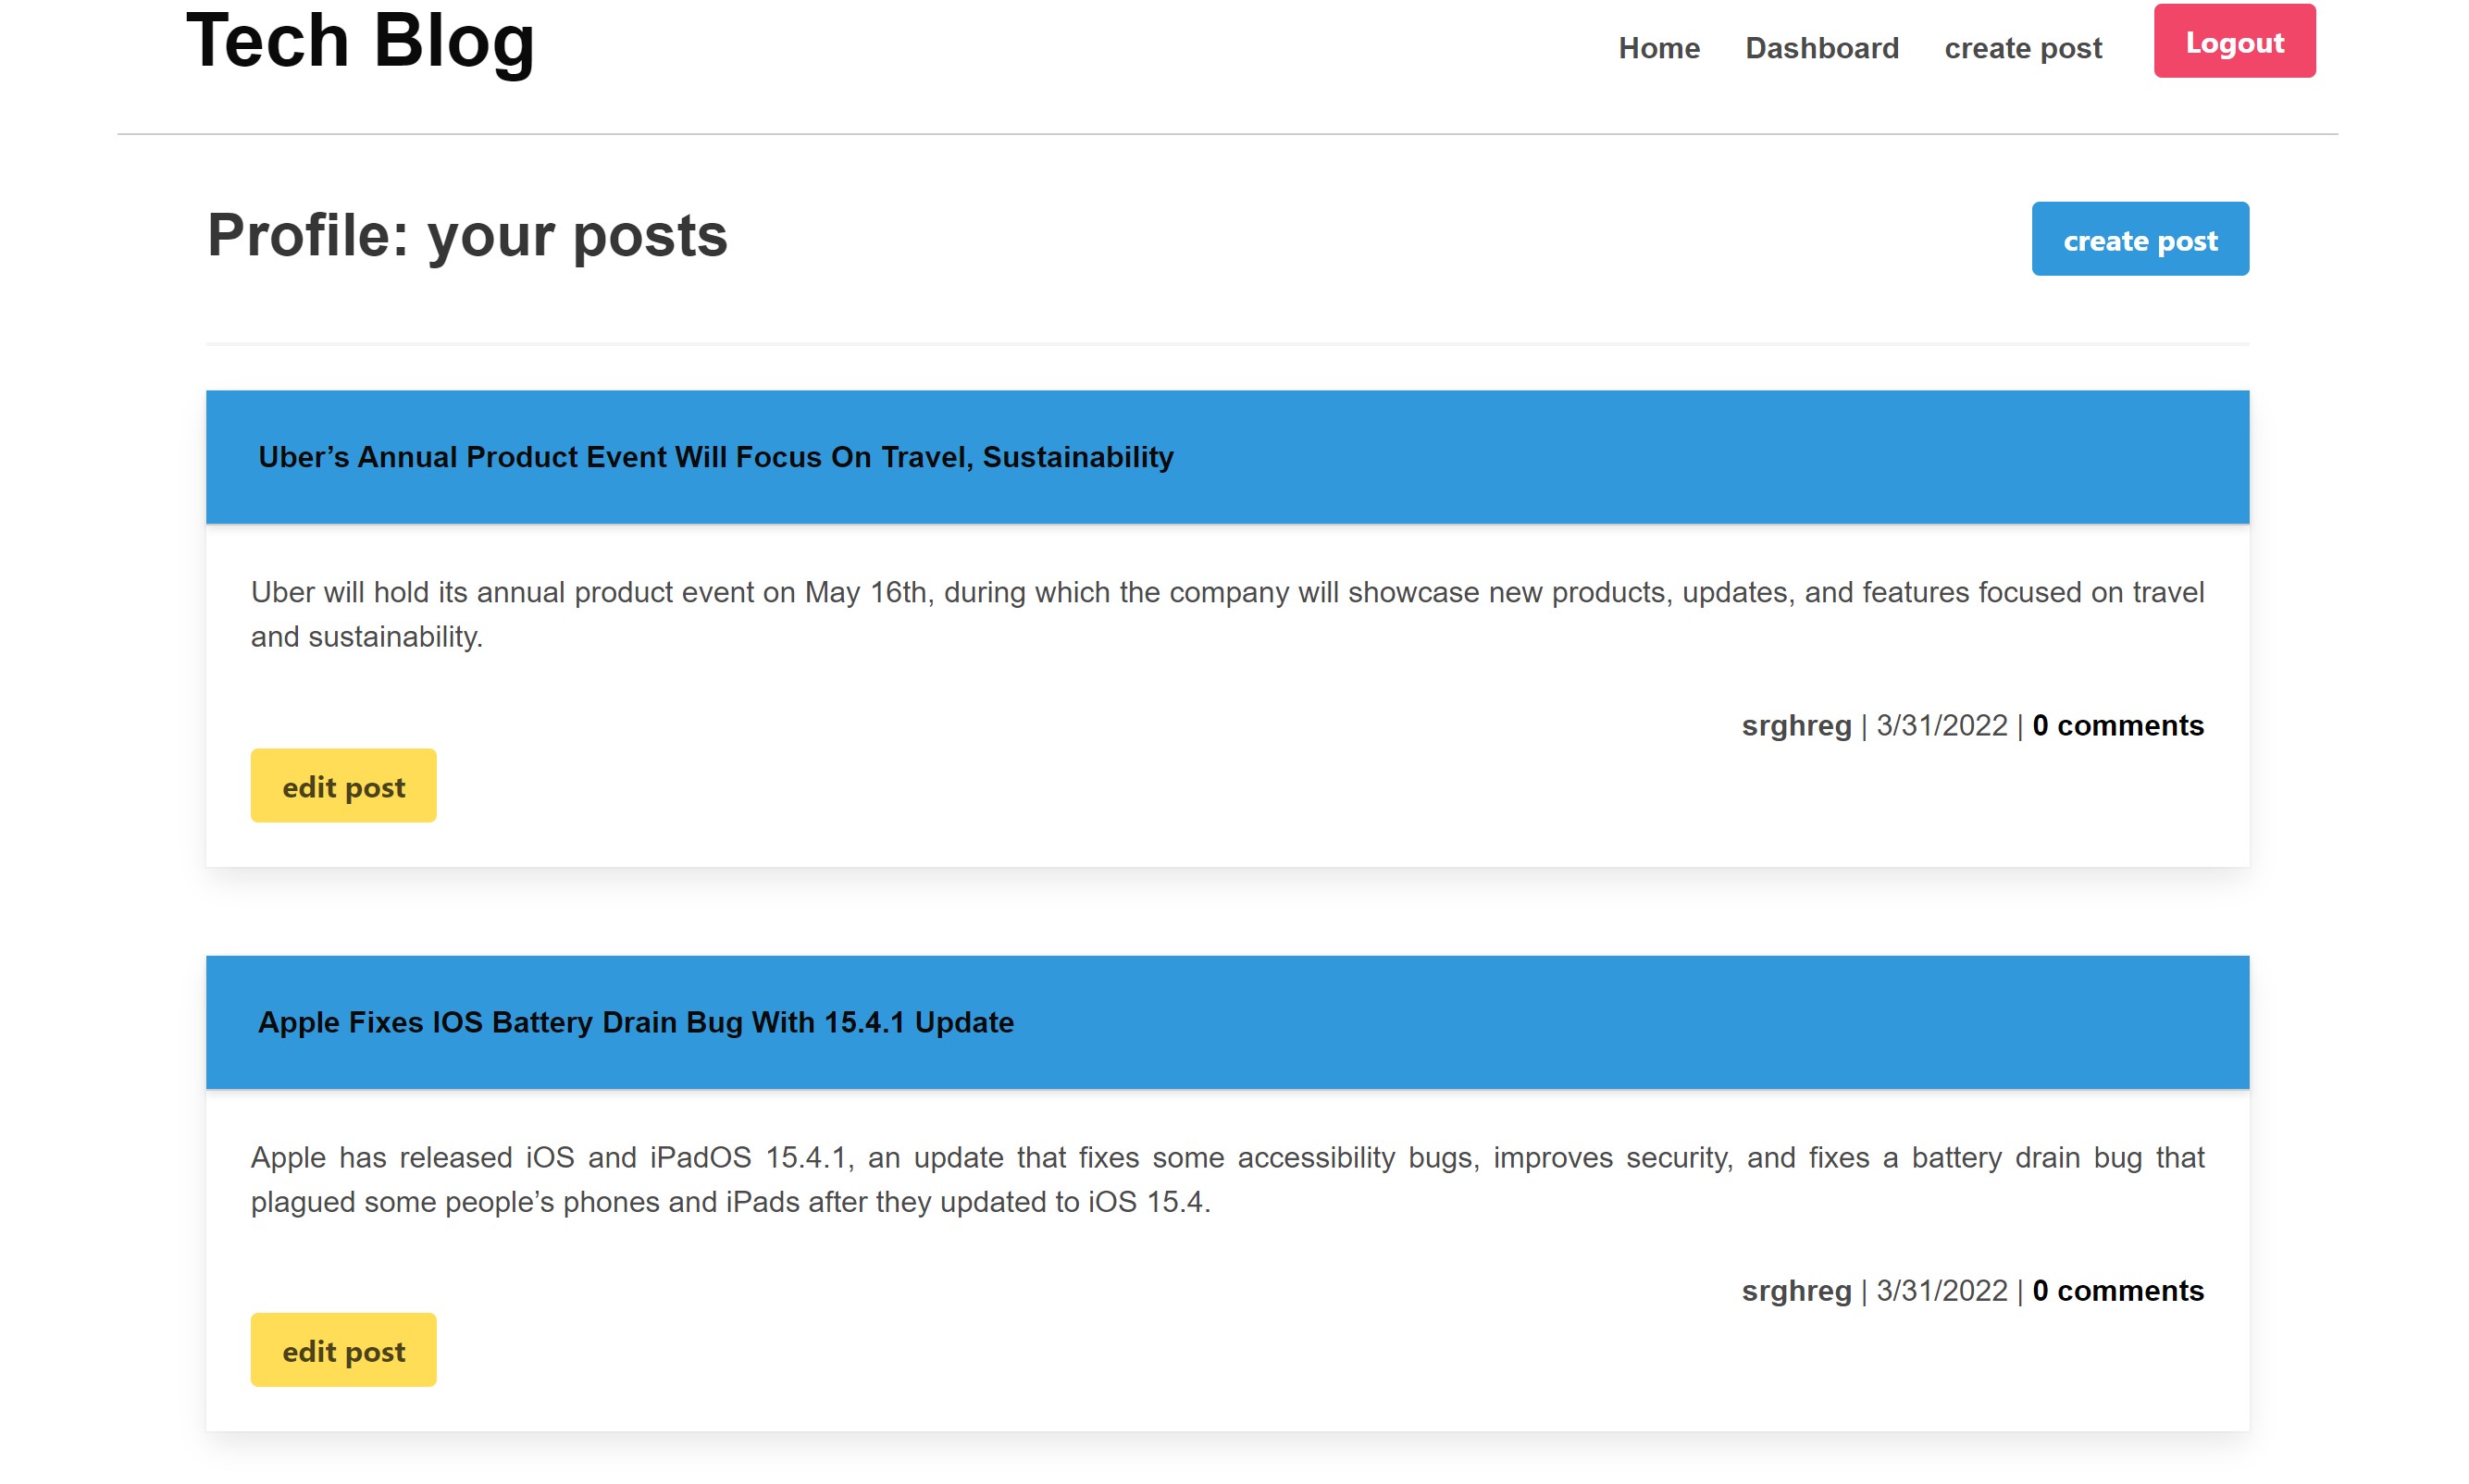 Tech Blog
Home Dashboard create post Logout
Profile: your posts
create post
Uber’s Annual Product Event Will Focus On Travel, Sustainability
Uber will hold its annual product event on May 16th, during which the company will showcase new products, updates, and features focused on travel
and sustainability.
srghreg | 3/31/2022 | 0 comments
edit post
Apple Fixes IOS Battery Drain Bug With 15.4.1 Update
Apple has released iOS and iPadOS 15.4.1, an update that fixes some accessibility bugs, improves security, and fixes a battery drain bug that
plagued some people’s phones and iPads after they updated to iOS 15.4.
srghreg | 3/31/2022 | 0 comments
edit post